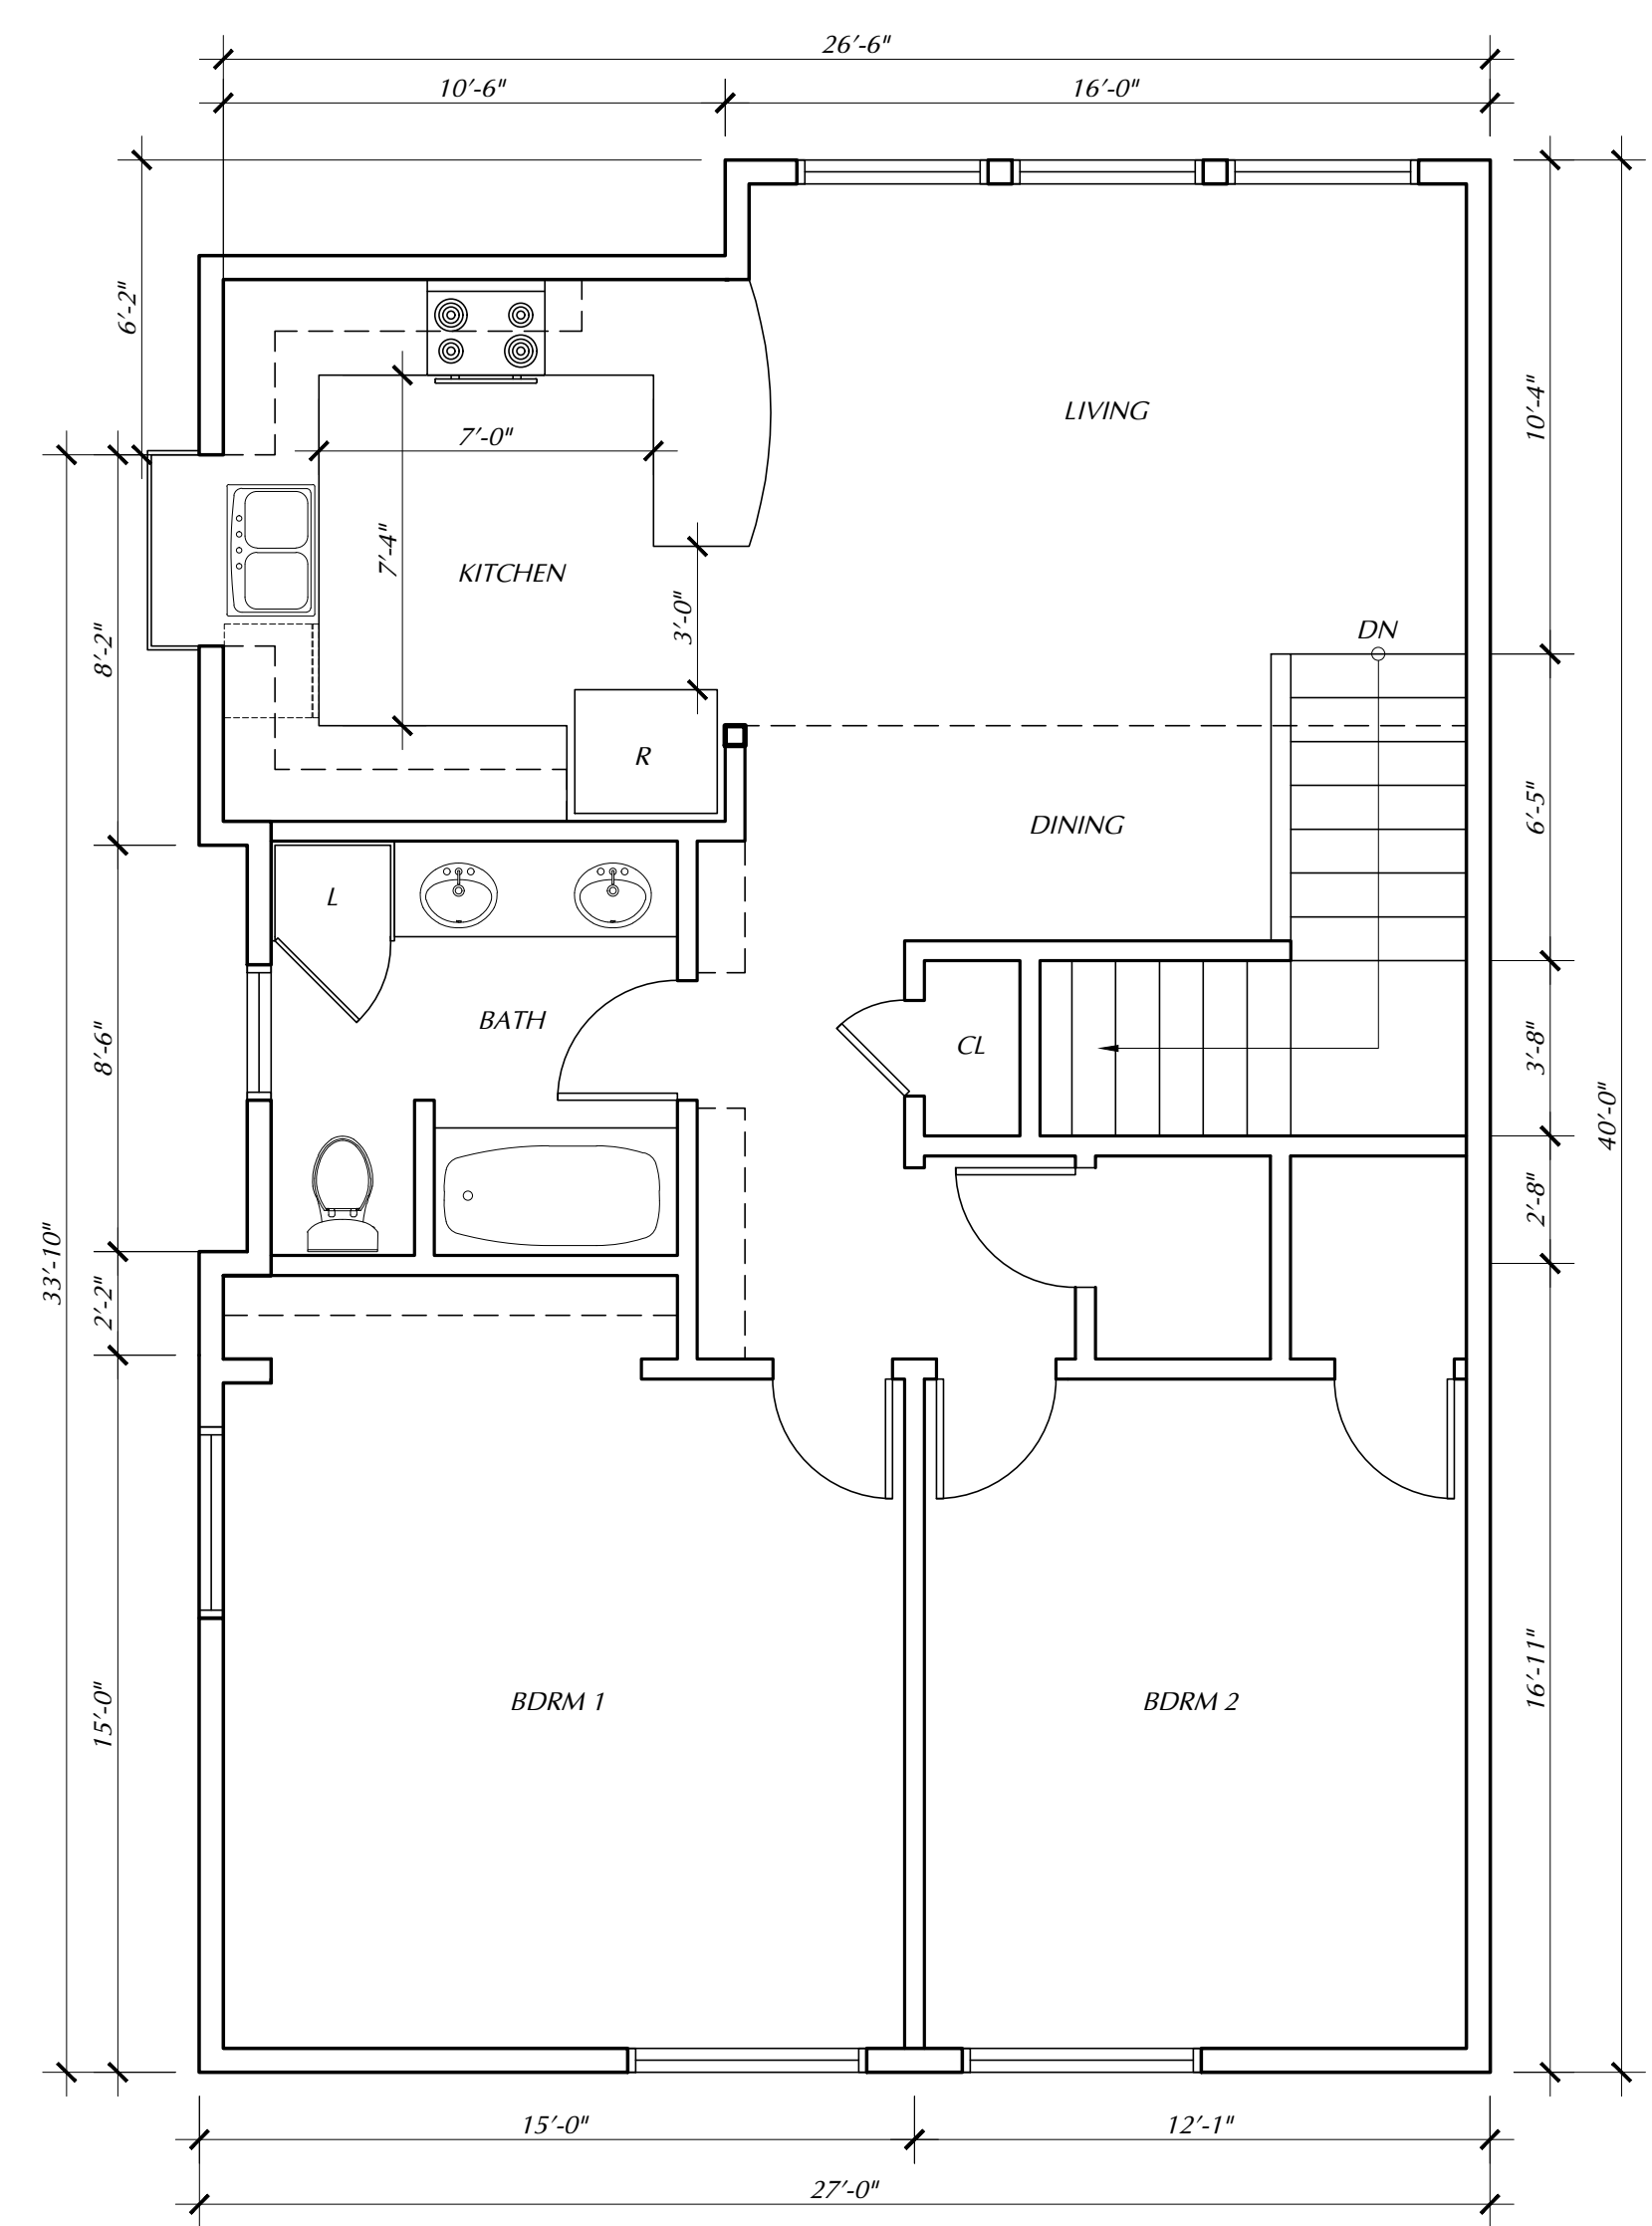 26'-6"
10'-6"
16'-0"
6'-2"
10'-4"
LIVING
7'-0"
7'-4"
KITCHEN
3'-0"
DN
8'-2"
R
6'-5"
DINING
L
BATH
CL
8'-6"
3'-8"
40'-0"
2'-8"
33'-10"
2'-2"
16'-11"
15'-0"
BDRM 1
BDRM 2
15'-0"
12'-1"
27'-0"